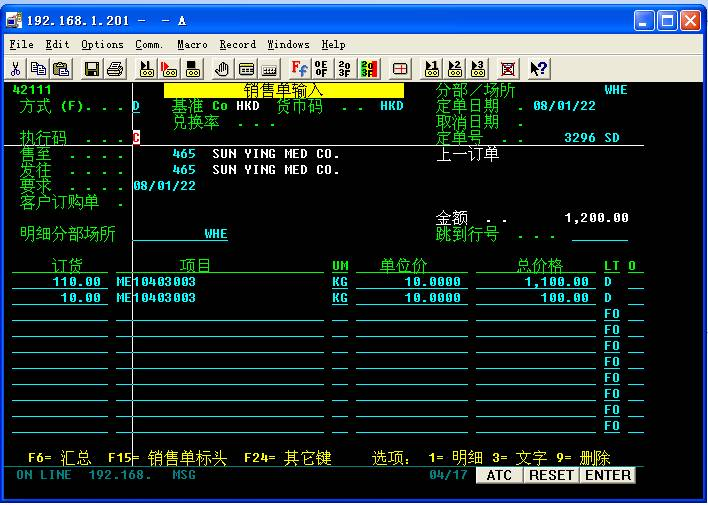 192.168.1.201 - - A
File Edit Options Comm. Macro Record Windows Help
42111 销售单输入 分部／场所 WHE
方式 (F). . . D 基准 Co HKD 货币码 . . HKD 定单日期 . 08/01/22
兑换率 . . . 取消日期 .
执行码 . . . . C 定单号 . . 3296 SD
售至 . . . . 465 SUN YING MED CO. 上一订单
发往 . . . . 465 SUN YING MED CO.
要求 . . . . 08/01/22
客户订购单 .
金额 . . 1,200.00
明细分部场所 WHE 跳到行号 . . .
订货 项目 UM 单位价 总价格 LT O
110.00 ME10403003 KG 10.0000 1,100.00 D
10.00 ME10403003 KG 10.0000 100.00 D
FO
FO
FO
FO
FO
FO
FO
FO
F6= 汇总 F15= 销售单标头 F24= 其它键 选项: 1= 明细 3= 文字 9= 删除
ON LINE 192.168. MSG 04/17 ATC RESET ENTER